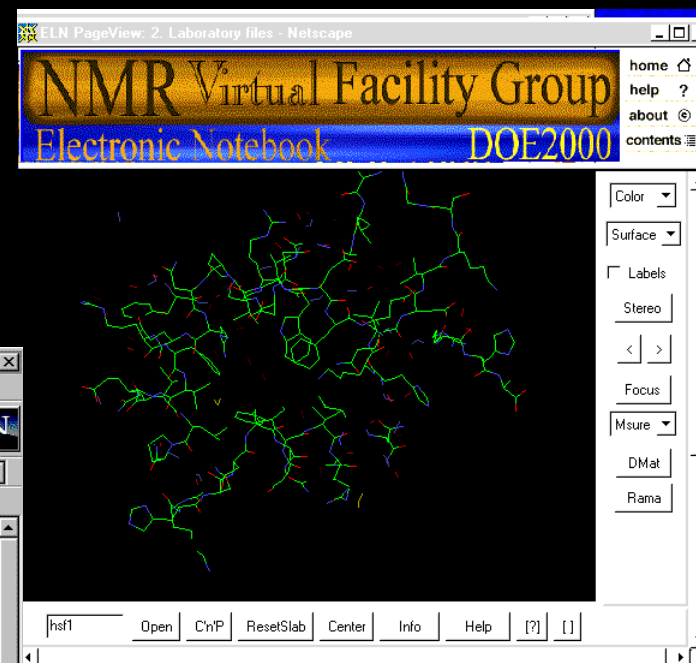 ELN PageView: 2. Laboratory files - Netscape
NMR Virtual Facility Group
Electronic Notebook DOE2000
home
help ?
about ©
contents
Color
Surface
Labels
Stereo
< >
Focus
Msure
DMat
Rama
hsf1 Open C'n'P ResetSlab Center Info Help [?] [ ]